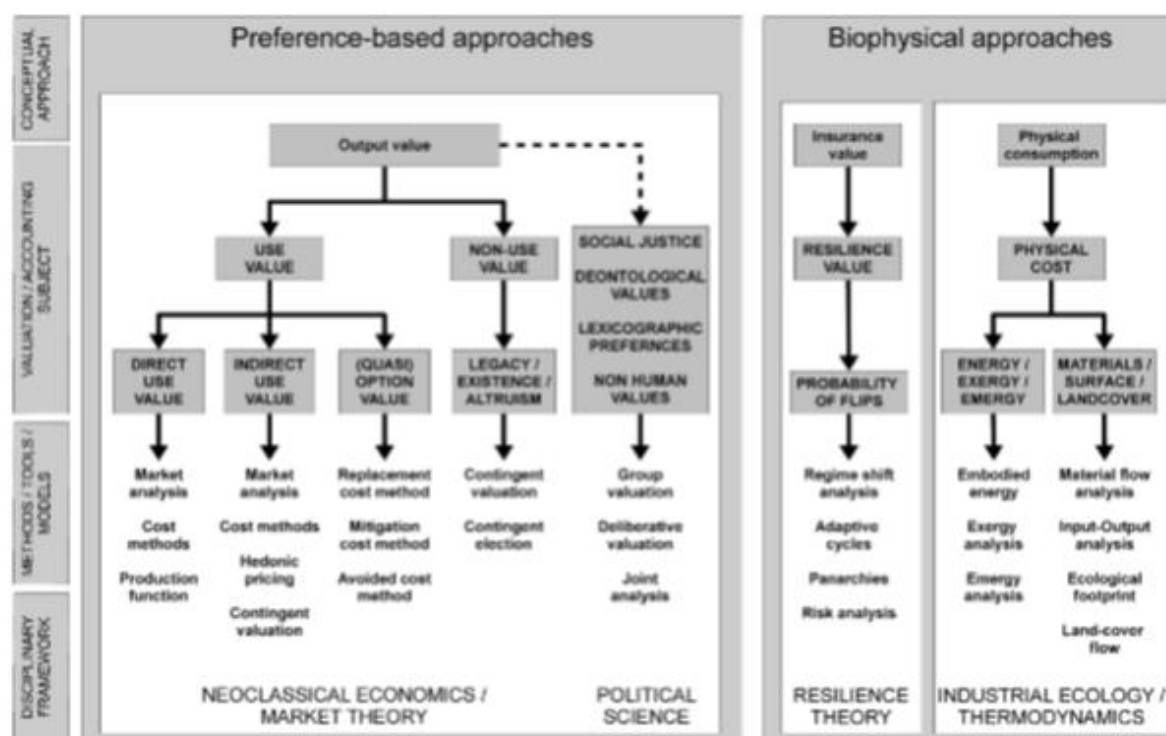 CONCEPTUAL
APPROACH
Preference-based approaches
Biophysical approaches
VALUATION / ACCOUNTING
SUBJECT
Output value
Insurance
value
Physical
consumption
USE
VALUE
NON-USE
VALUE
SOCIAL JUSTICE
DEONTOLOGICAL
VALUES
LEXICOGRAPHIC
PREFERNCES
NON HUMAN
VALUES
RESILIENCE
VALUE
PHYSICAL
COST
DIRECT
USE
VALUE
INDIRECT
USE
VALUE
(QUASI)
OPTION
VALUE
LEGACY /
EXISTENCE /
ALTRUISM
PROBABILITY
OF FLIPS
ENERGY /
EXERGY /
EMERGY
MATERIALS /
SURFACE /
LANDCOVER
METHODS / TOOLS /
MODELS
Market
analysis
Cost
methods
Production
function
Market
analysis
Cost methods
Hedonic
pricing
Contingent
valuation
Replacement
cost method
Mitigation
cost method
Avoided cost
method
Contingent
valuation
Contingent
election
Group
valuation
Deliberative
valuation
Joint
analysis
Regime shift
analysis
Adaptive
cycles
Panarchies
Risk analysis
Embodied
energy
Exergy
analysis
Emergy
analysis
Material flow
analysis
Input-Output
analysis
Ecological
footprint
Land-cover
flow
DISCIPLINARY
FRAMEWORK
NEOCLASSICAL ECONOMICS /
MARKET THEORY
POLITICAL
SCIENCE
RESILIENCE
THEORY
INDUSTRIAL ECOLOGY /
THERMODYNAMICS